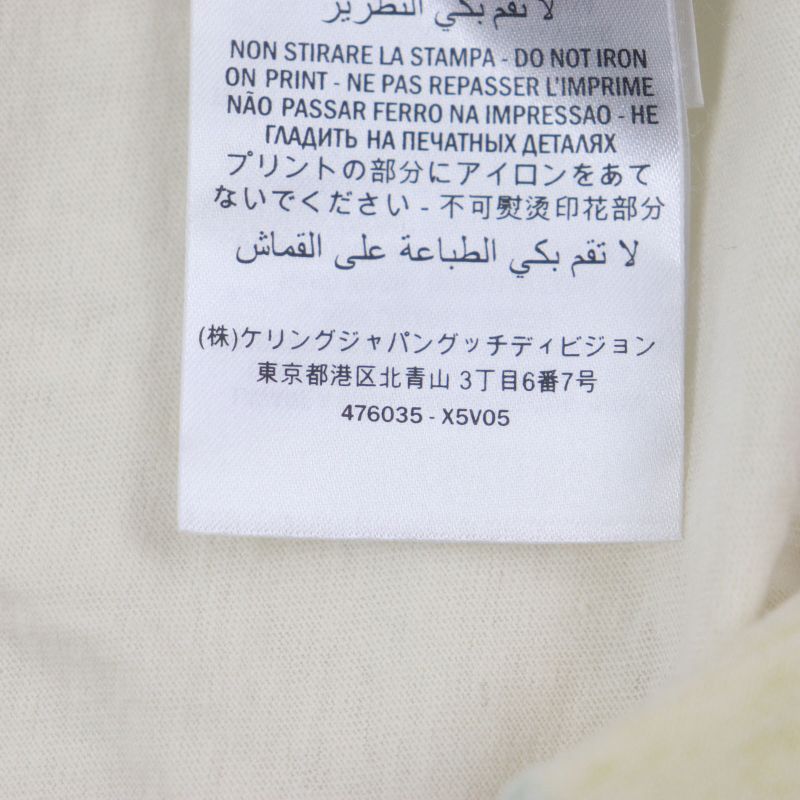 لا تقم بكي التطريز
NON STIRARE LA STAMPA - DO NOT IRON
ON PRINT - NE PAS REPASSER L'IMPRIME
NÃO PASSAR FERRO NA IMPRESSAO - НЕ
ГЛАДИТЬ НА ПЕЧАТНЫХ ДЕТАЛЯХ
プリントの部分にアイロンをあて
ないでください - 不可熨烫印花部分
لا تقم بكي الطباعة على القماش
(株)ケリングジャパングッチディビジョン
東京都港区北青山 3丁目6番7号
476035 - X5V05